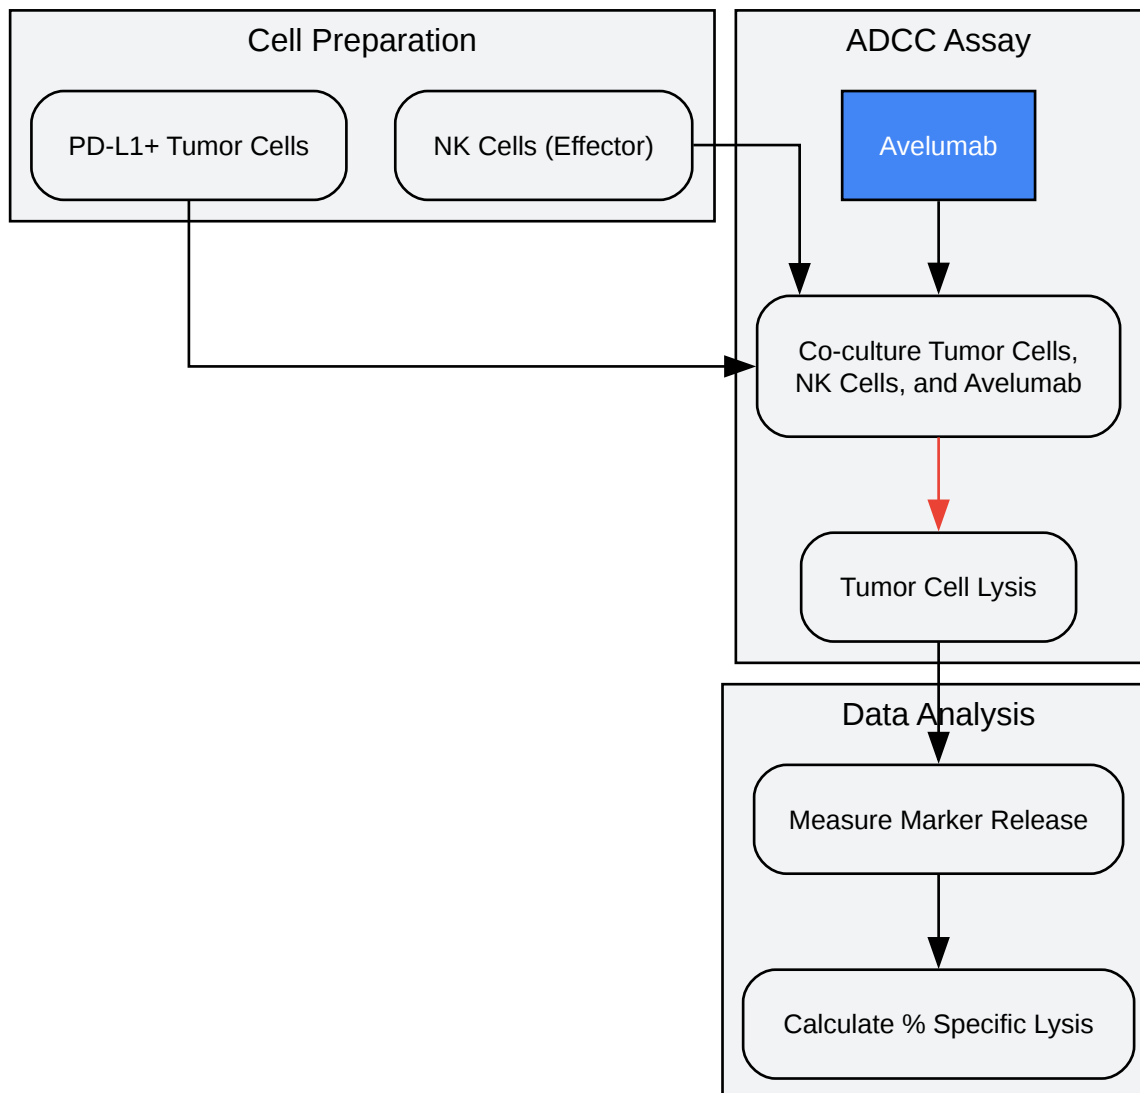 Cell Preparation
PD-L1+ Tumor Cells
NK Cells (Effector)
ADCC Assay
Avelumab
Co-culture Tumor Cells,
NK Cells, and Avelumab
Tumor Cell Lysis
Data Analysis
Measure Marker Release
Calculate % Specific Lysis